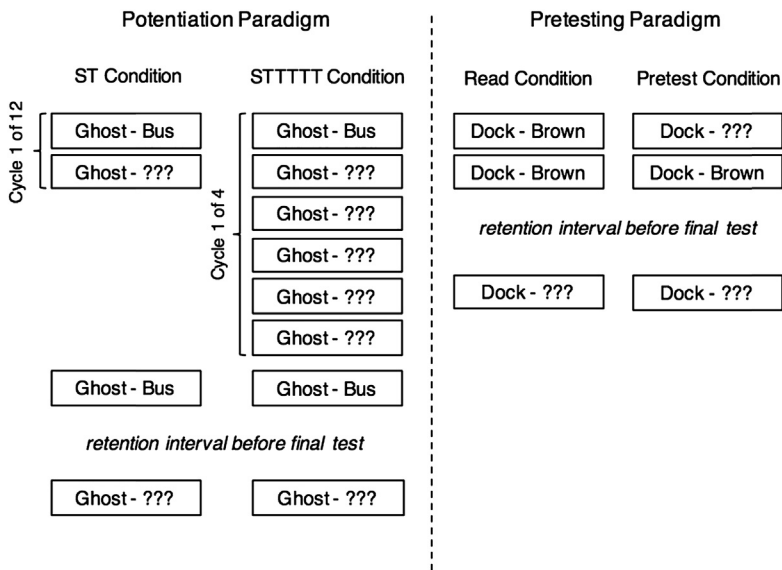 Potentiation Paradigm
ST Condition
STTTTT Condition
Cycle 1 of 12
Ghost - Bus
Ghost - ???
Cycle 1 of 4
Ghost - Bus
Ghost - ???
Ghost - ???
Ghost - ???
Ghost - ???
Ghost - ???
Ghost - Bus
Ghost - Bus
retention interval before final test
Ghost - ???
Ghost - ???
Pretesting Paradigm
Read Condition
Pretest Condition
Dock - Brown
Dock - ???
Dock - Brown
Dock - Brown
retention interval before final test
Dock - ???
Dock - ???